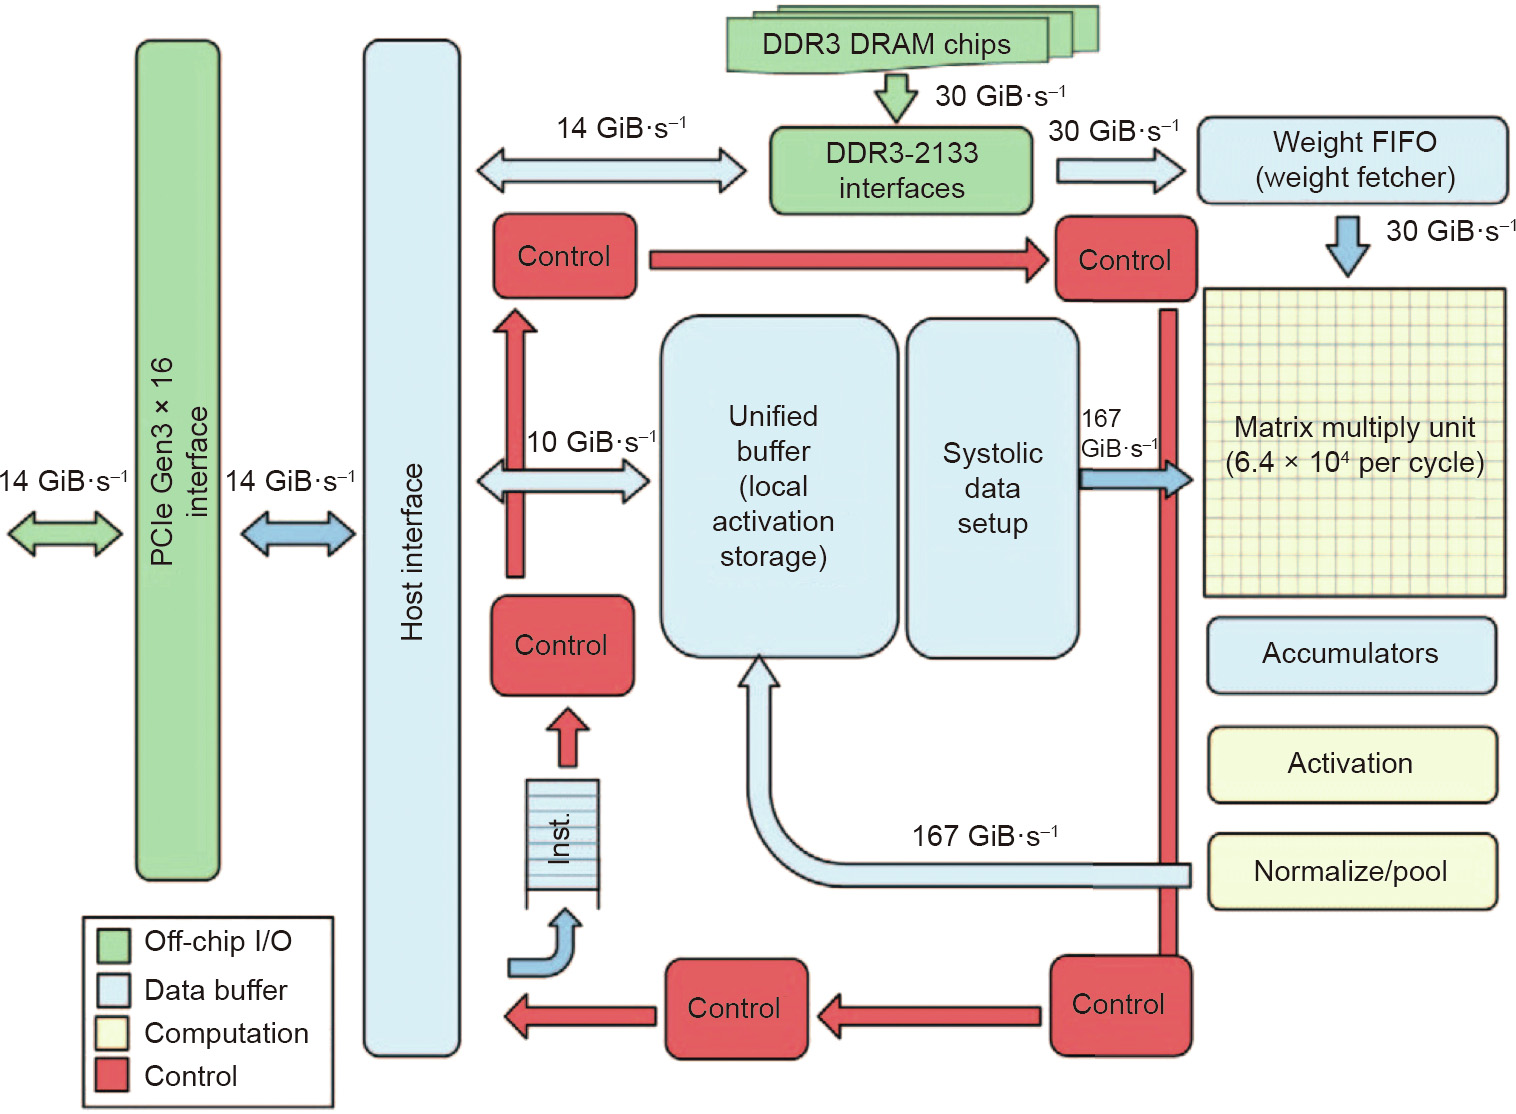 DDR3 DRAM chips
30 GiB·s⁻¹
14 GiB·s⁻¹
DDR3-2133
interfaces
30 GiB·s⁻¹
Weight FIFO
(weight fetcher)
30 GiB·s⁻¹
Control
Control
PCIe Gen3 × 16
interface
14 GiB·s⁻¹
14 GiB·s⁻¹
Host interface
10 GiB·s⁻¹
Unified
buffer
(local
activation
storage)
Systolic
data
setup
167
GiB·s⁻¹
Matrix multiply unit
(6.4 × 10⁴ per cycle)
Control
Accumulators
Activation
Inst.
167 GiB·s⁻¹
Normalize/pool
Control
Control
Off-chip I/O
Data buffer
Computation
Control